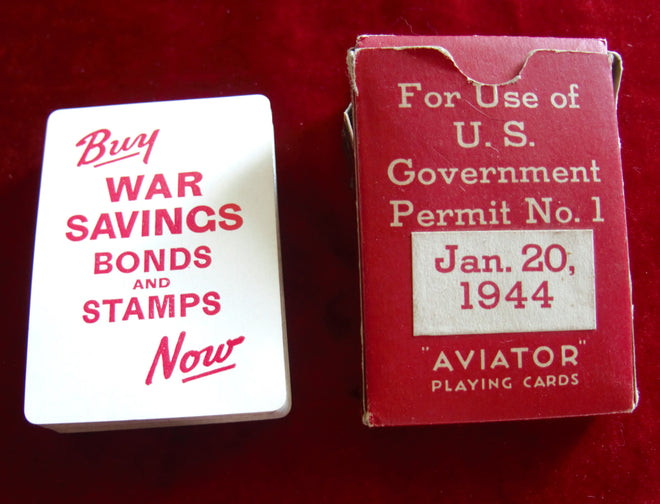 Buy
WAR
SAVINGS
BONDS
AND
STAMPS
Now
For Use of
U. S.
Government
Permit No. 1
Jan. 20,
1944
"AVIATOR"
PLAYING CARDS